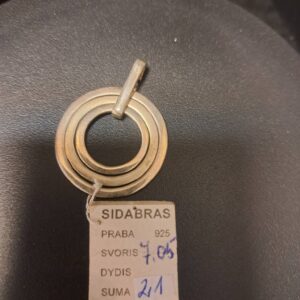 SIDABRAS
PRABA 925
SVORIS 7,05
DYDIS
SUMA 21